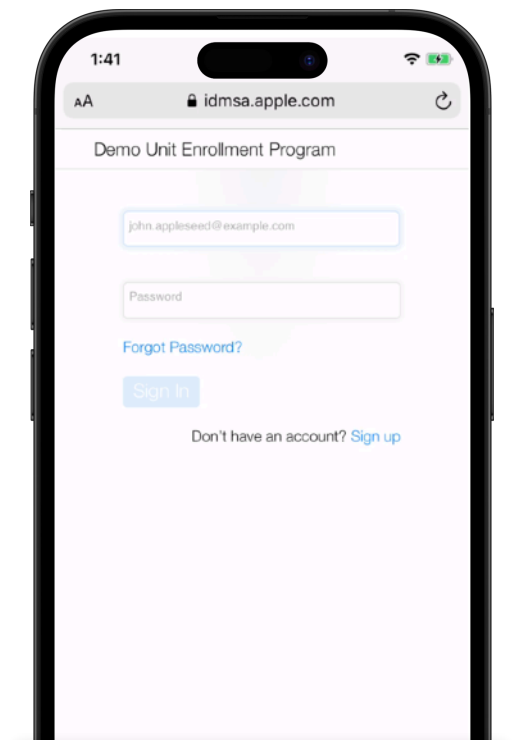 1:41
AA idmsa.apple.com
Demo Unit Enrollment Program
john.appleseed@example.com
Password
Forgot Password?
Sign In
Don't have an account? Sign up